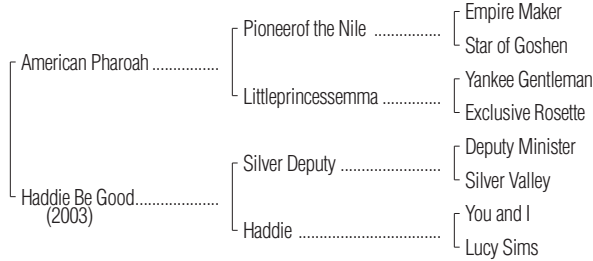 Empire Maker
Pioneerof the Nile ................
Star of Goshen
American Pharoah ................
Yankee Gentleman
Littleprincessemma ..............
Exclusive Rosette
Deputy Minister
Silver Deputy ........................
Silver Valley
Haddie Be Good....................
(2003)
You and I
Haddie ..................................
Lucy Sims